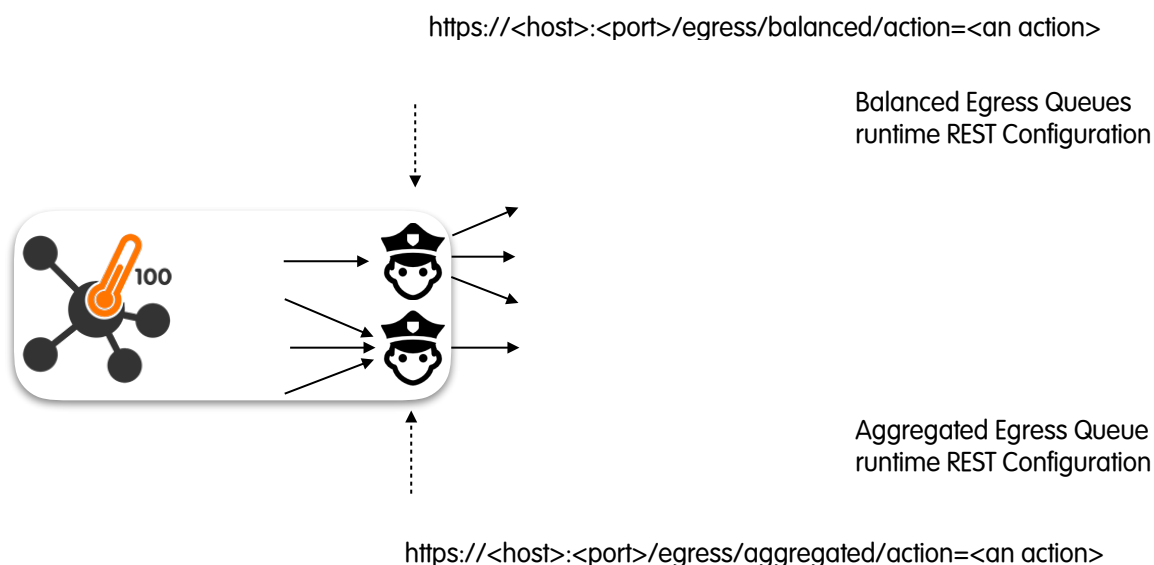 https://<host>:<port>/egress/balanced/action=<an action>
Balanced Egress Queues
runtime REST Configuration
100
Aggregated Egress Queue
runtime REST Configuration
https://<host>:<port>/egress/aggregated/action=<an action>